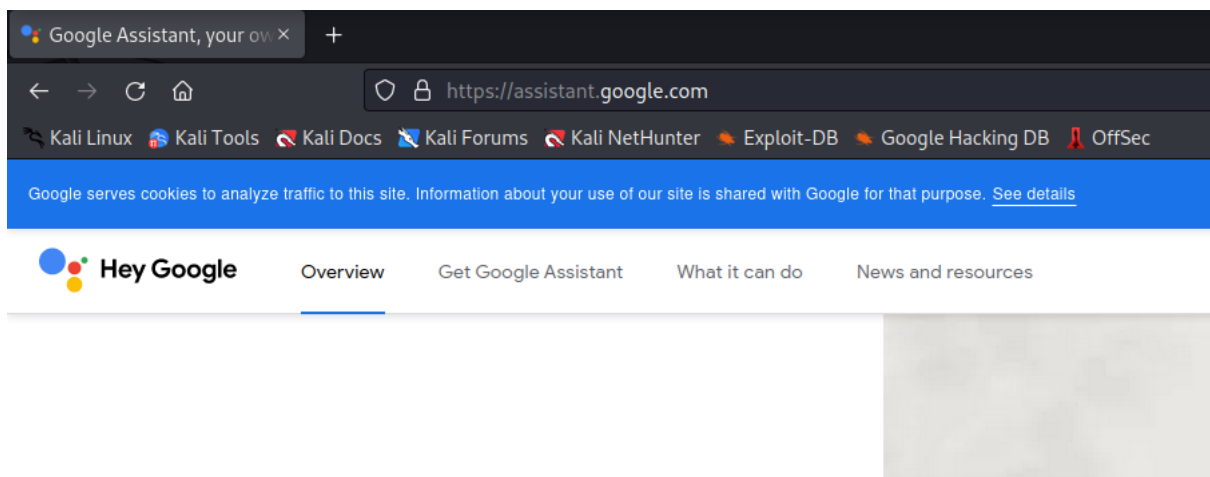 Google Assistant, your ow
https://assistant.google.com
Kali Linux Kali Tools Kali Docs Kali Forums Kali NetHunter Exploit-DB Google Hacking DB OffSec
Google serves cookies to analyze traffic to this site. Information about your use of our site is shared with Google for that purpose. See details
Hey Google Overview Get Google Assistant What it can do News and resources